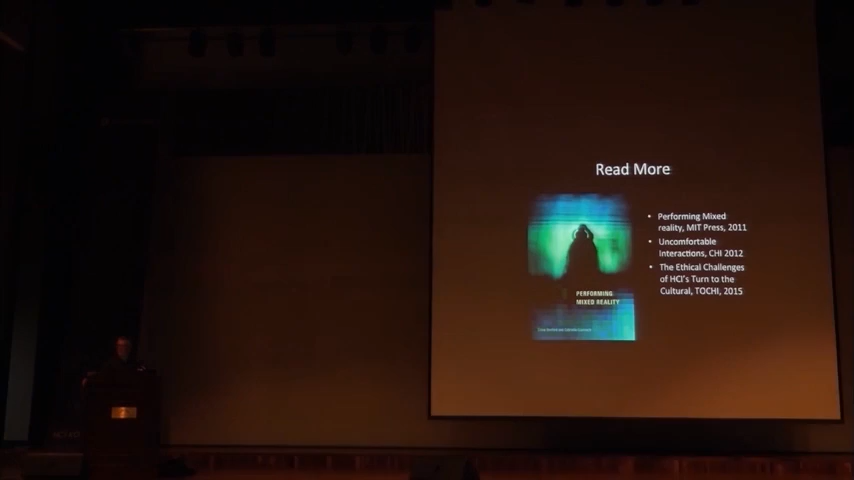 Read More
• Performing Mixed
reality, MIT Press, 2011
• Uncomfortable
Interactions, CHI 2012
• The Ethical Challenges
of HCI's Turn to the
Cultural, TOCHI, 2015
PERFORMING
MIXED REALITY